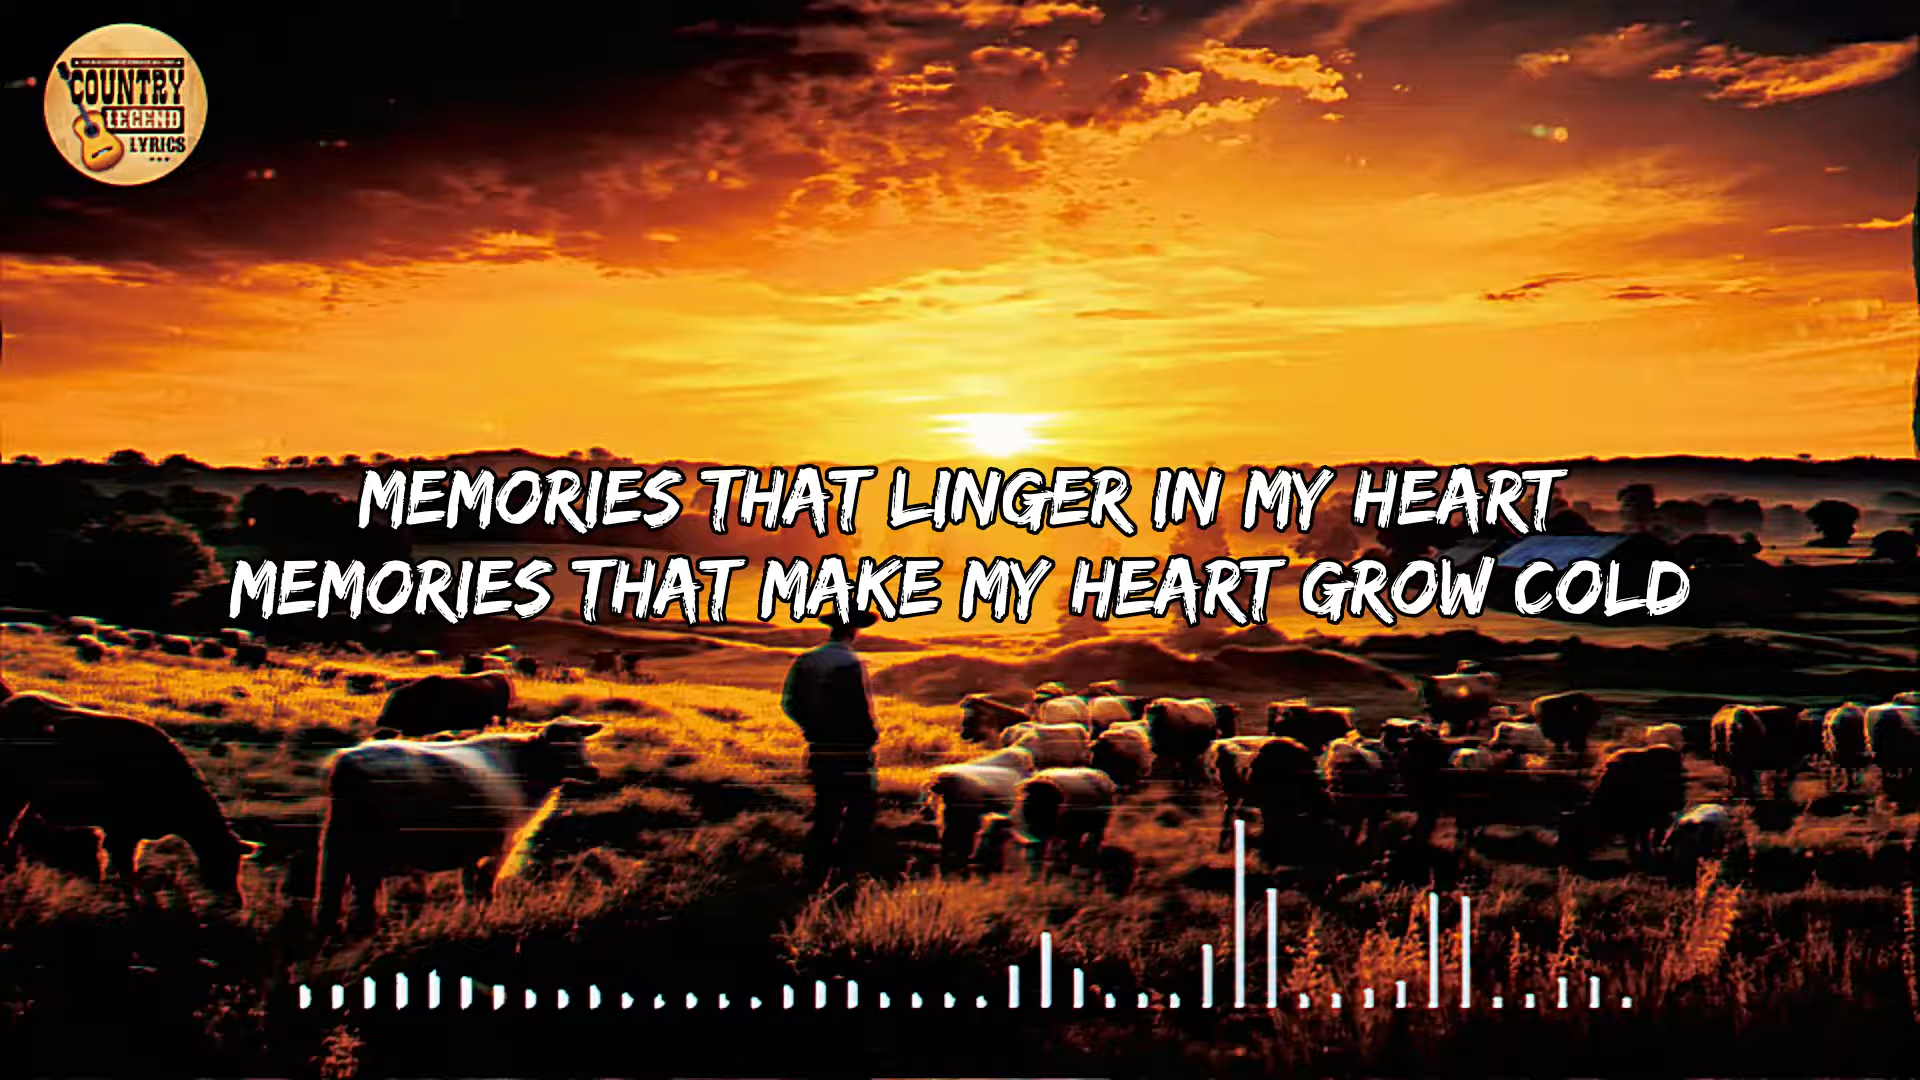 COUNTRY
LEGEND
LYRICS
MEMORIES THAT LINGER IN MY HEART
MEMORIES THAT MAKE MY HEART GROW COLD